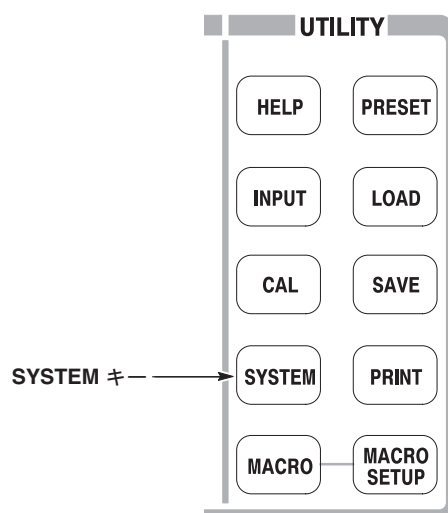 UTILITY
HELP
PRESET
INPUT
LOAD
CAL
SAVE
SYSTEM キー
SYSTEM
PRINT
MACRO
MACRO
SETUP